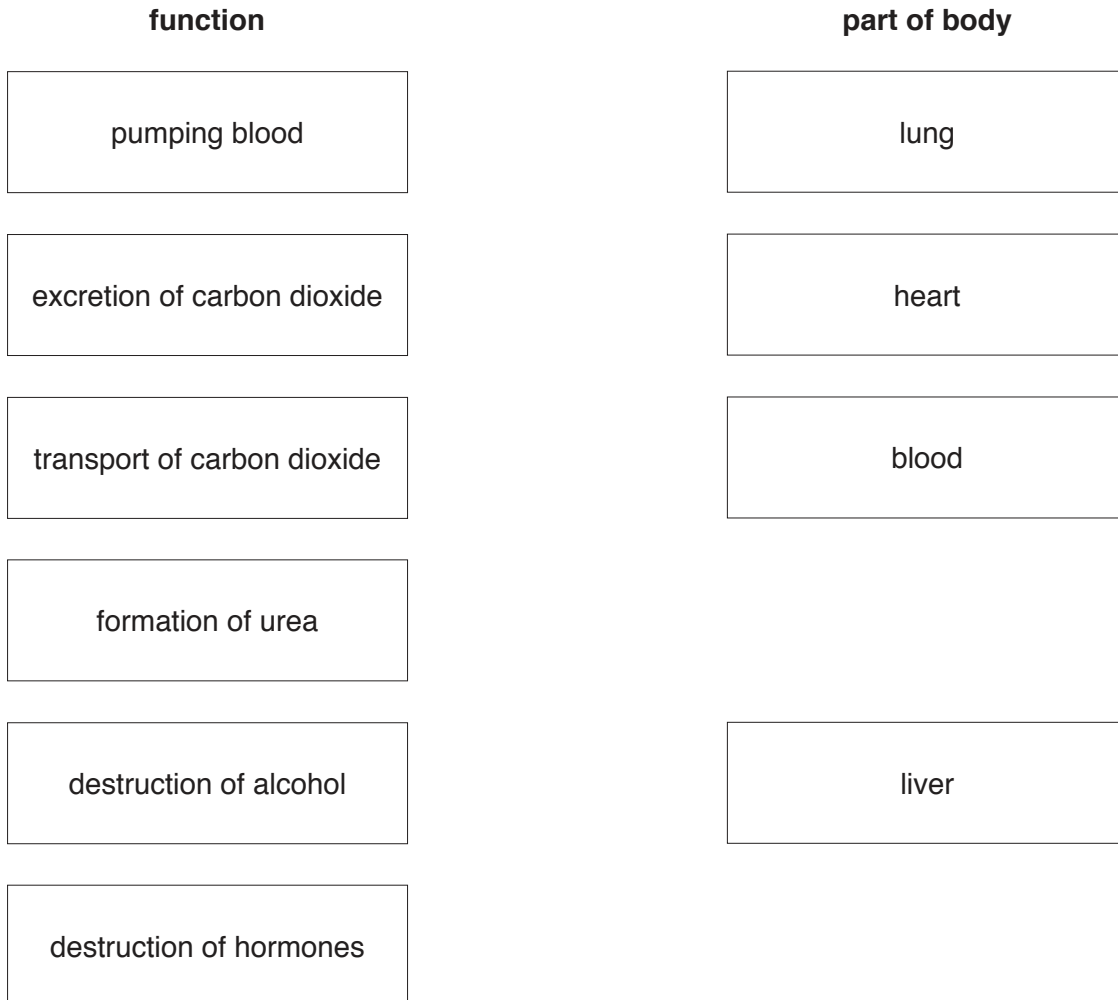 function
part of body
pumping blood
lung
excretion of carbon dioxide
heart
transport of carbon dioxide
blood
formation of urea
destruction of alcohol
liver
destruction of hormones